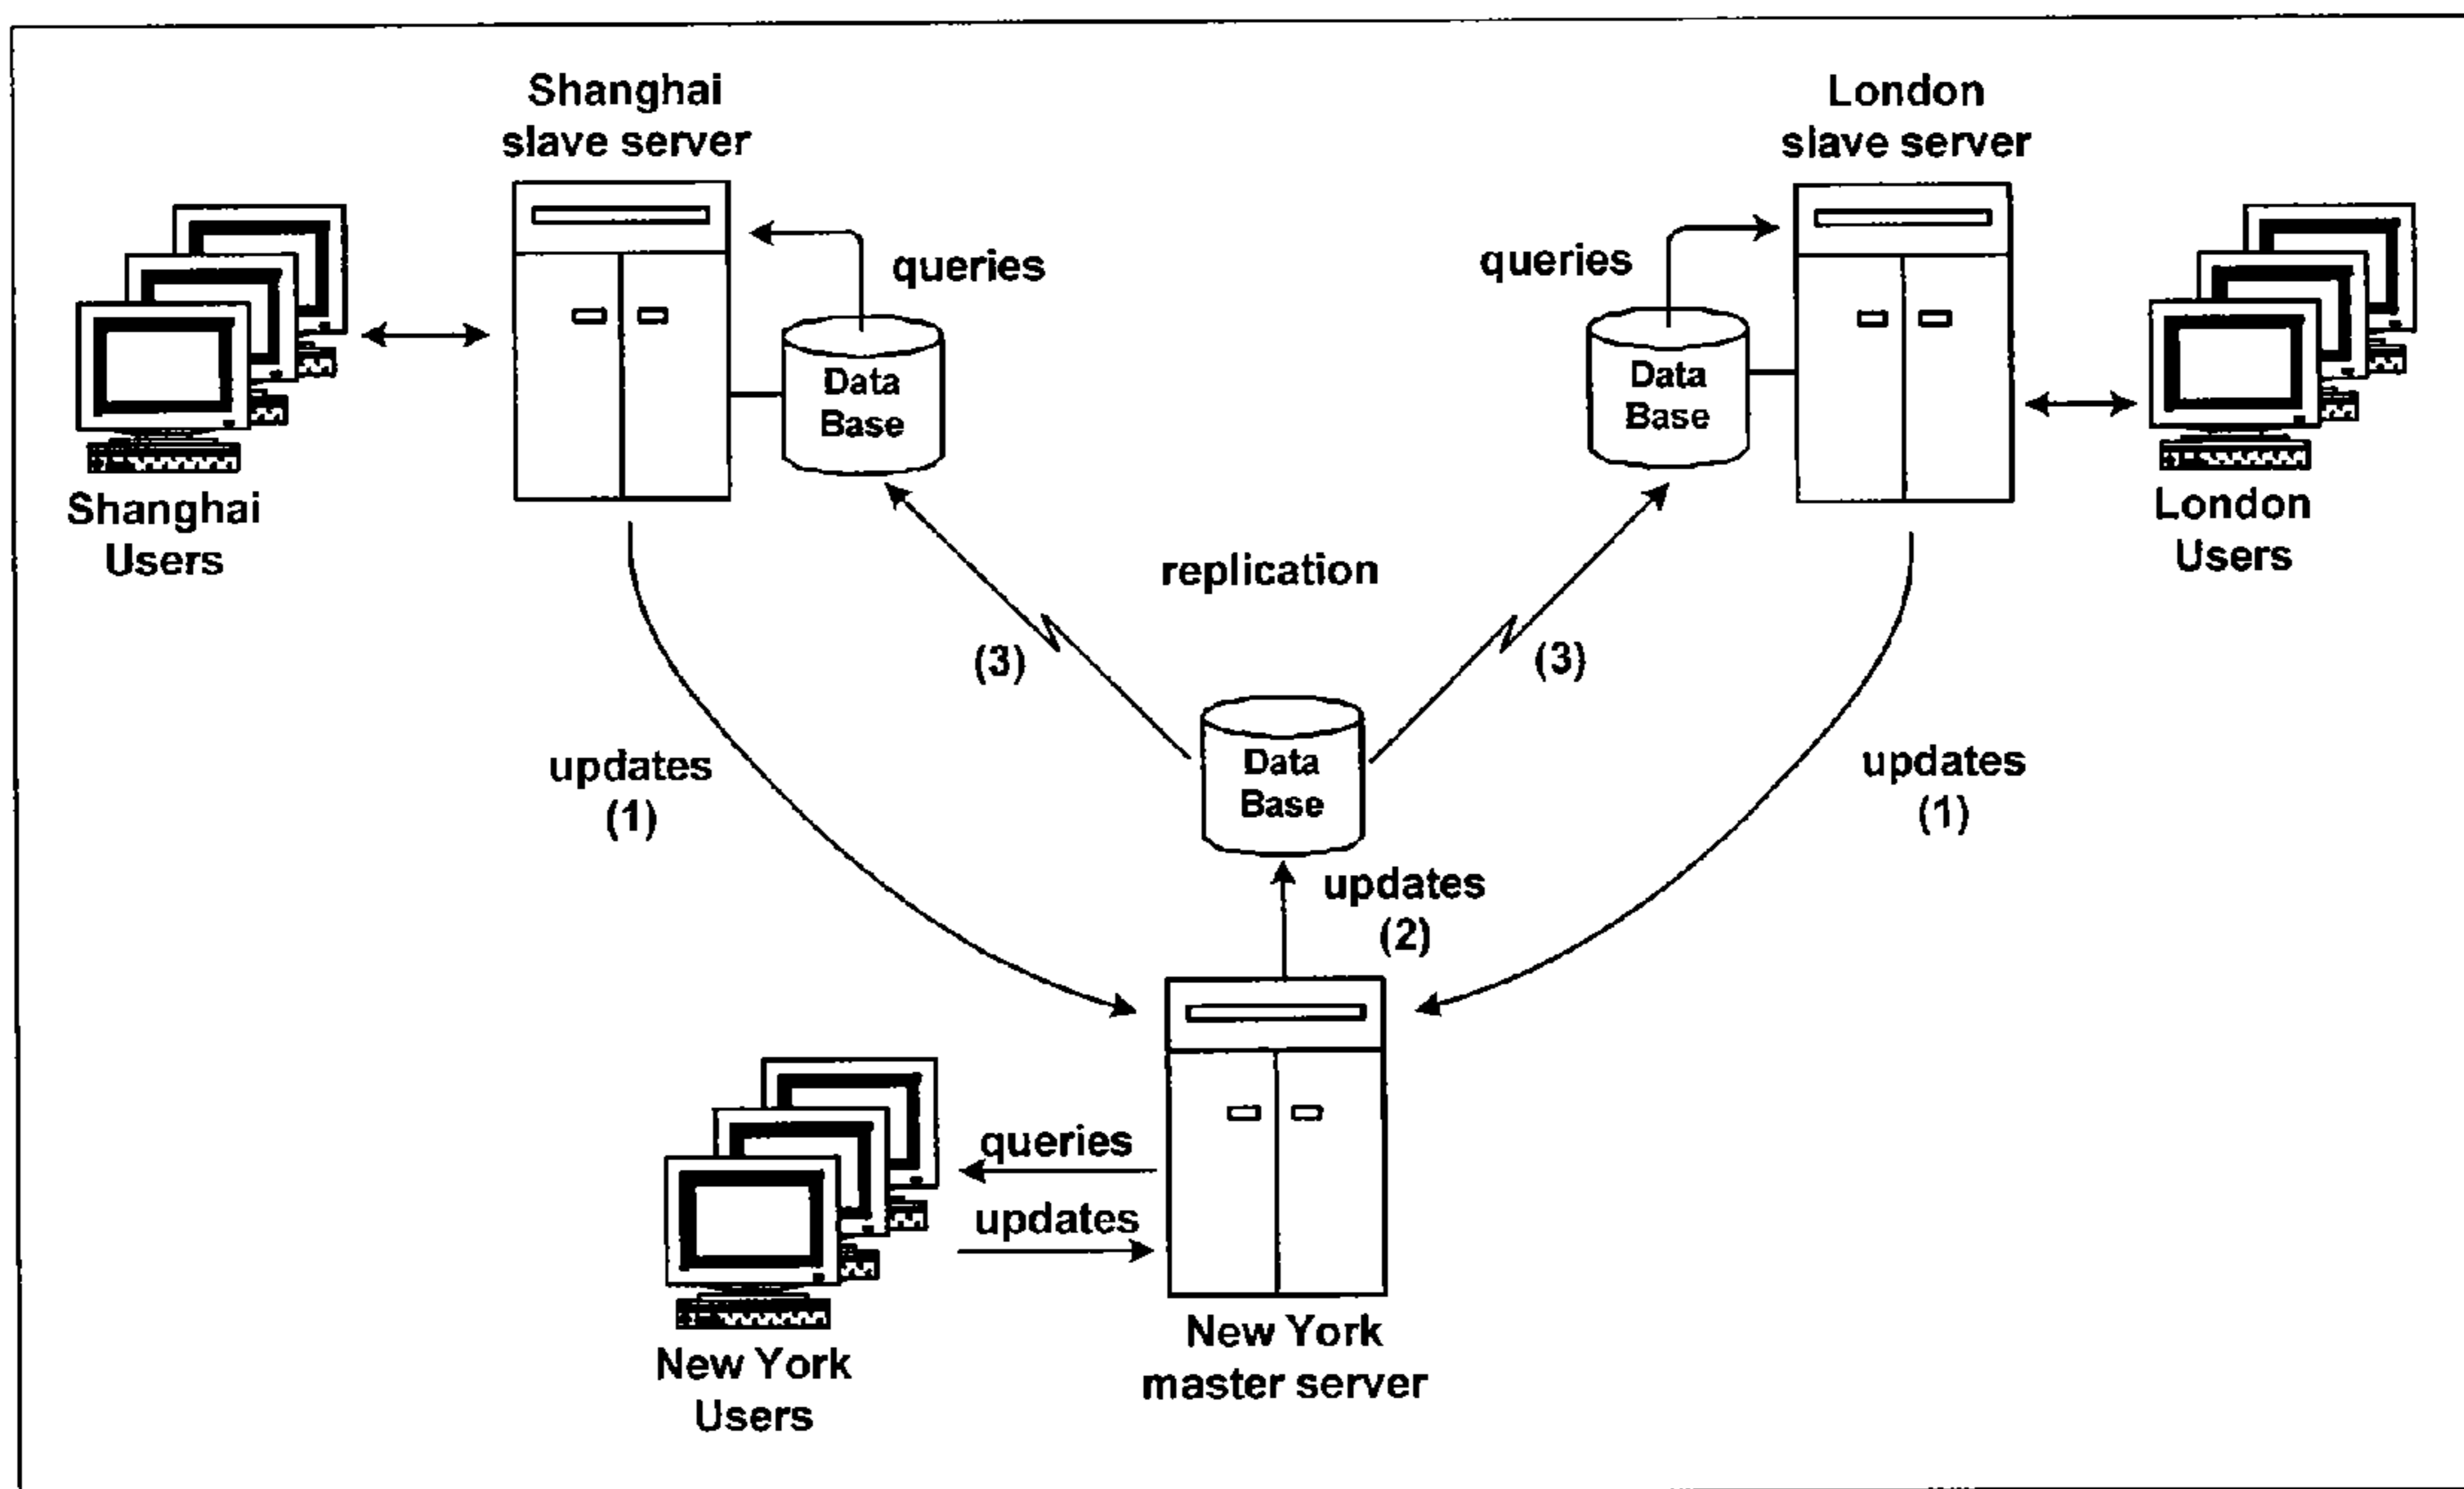 Shanghai
slave server
London
slave server
queries
queries
Data
Base
Data
Base
Shanghai
Users
London
Users
replication
(3)
(3)
updates
(1)
Data
Base
updates
(1)
updates
(2)
queries
updates
New York
Users
New York
master server